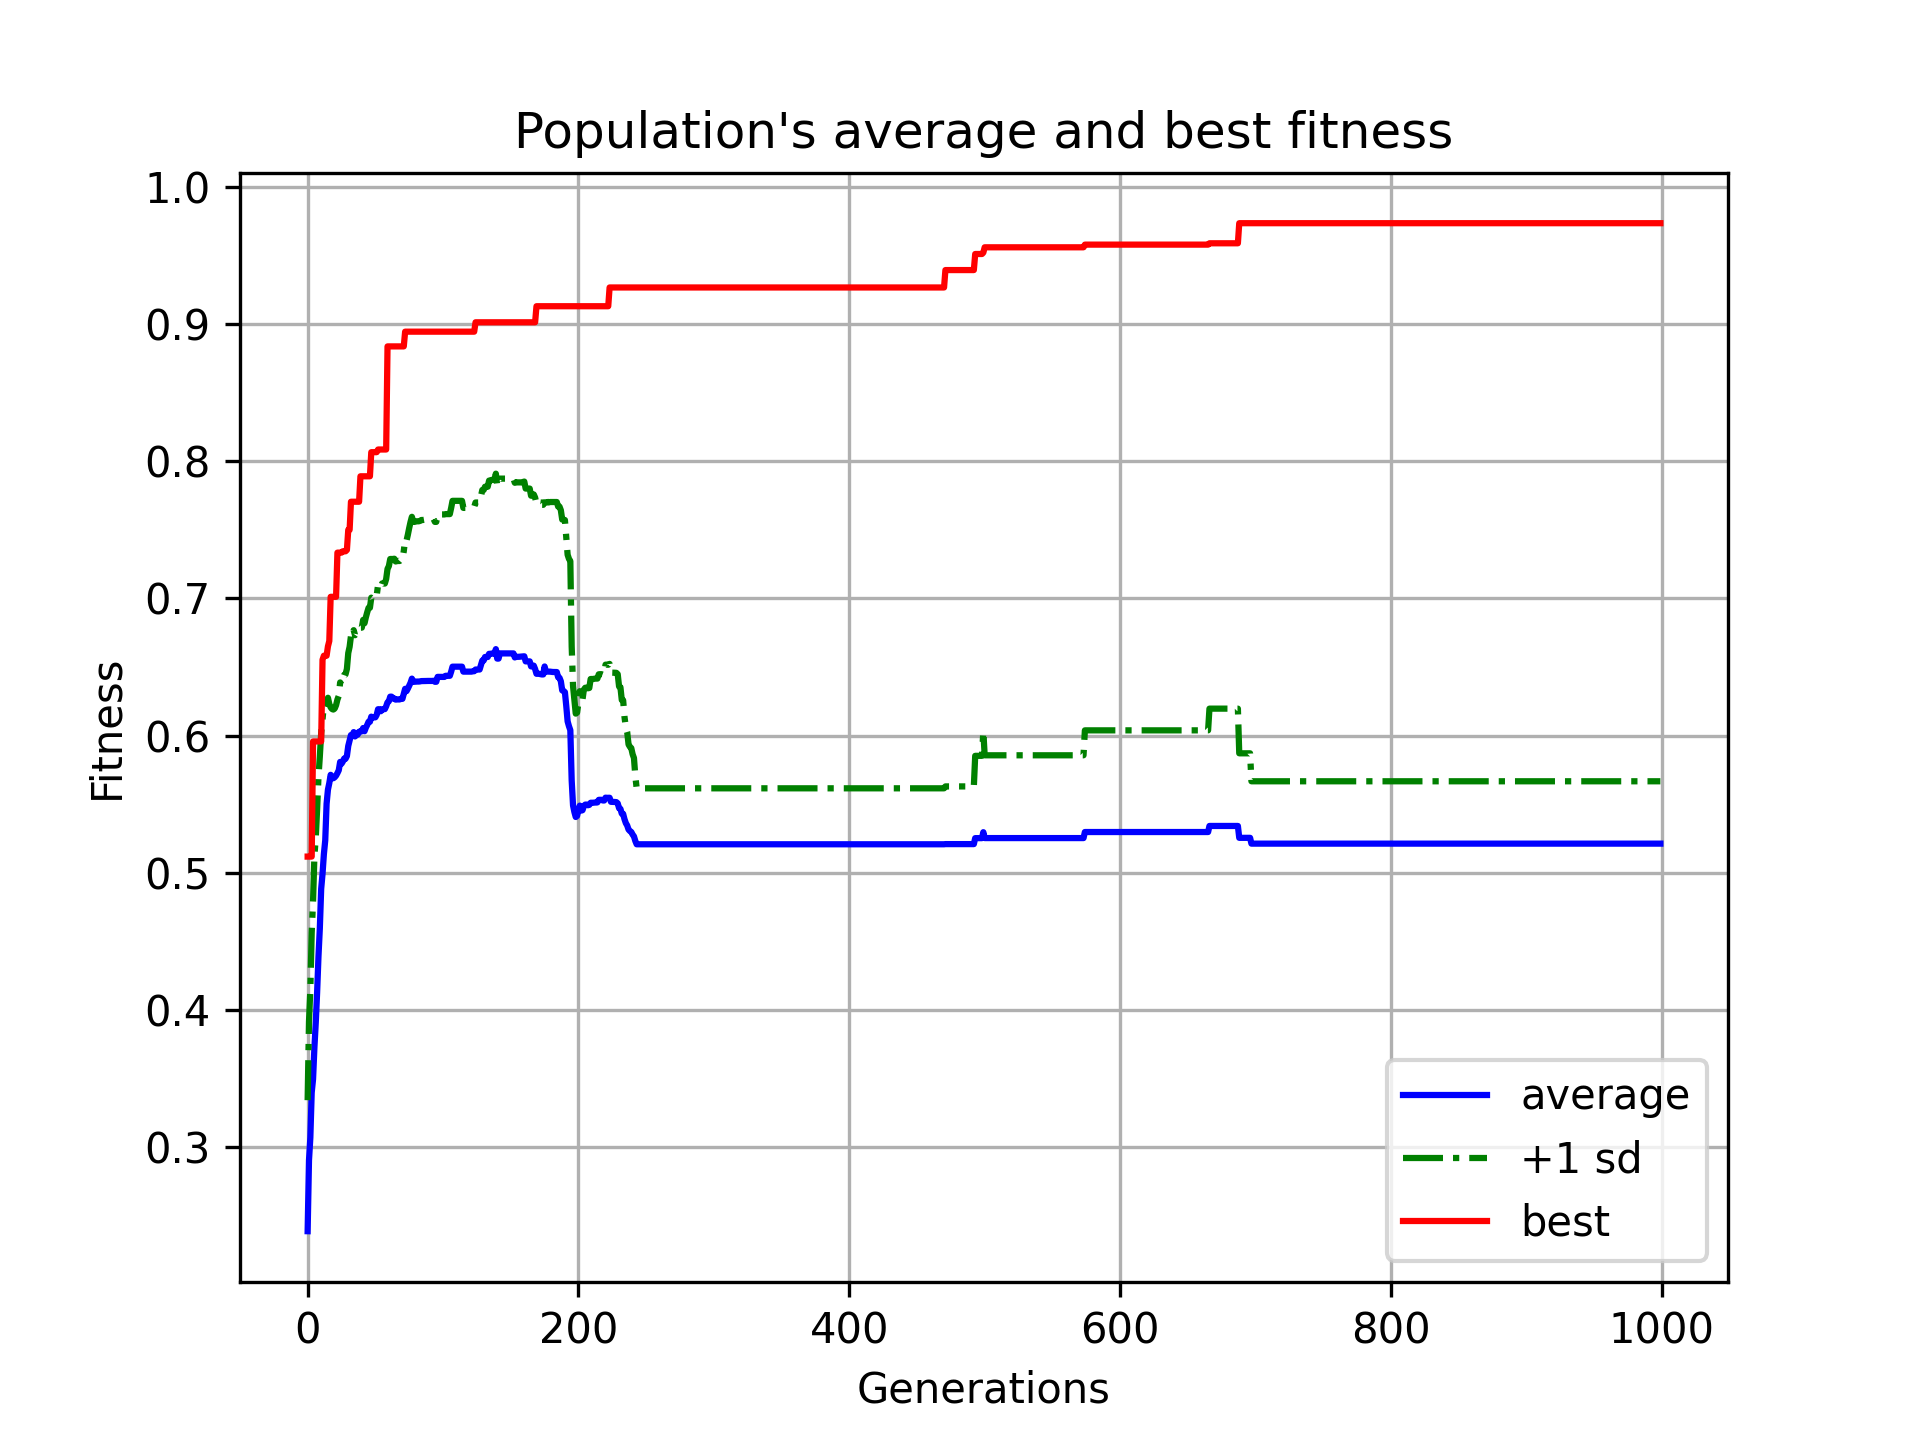 Population's average and best fitness
1.0
0.9
0.8
0.7
0.6
0.5
0.4
0.3
Fitness
0 200 400 600 800 1000
Generations
average
+1 sd
best